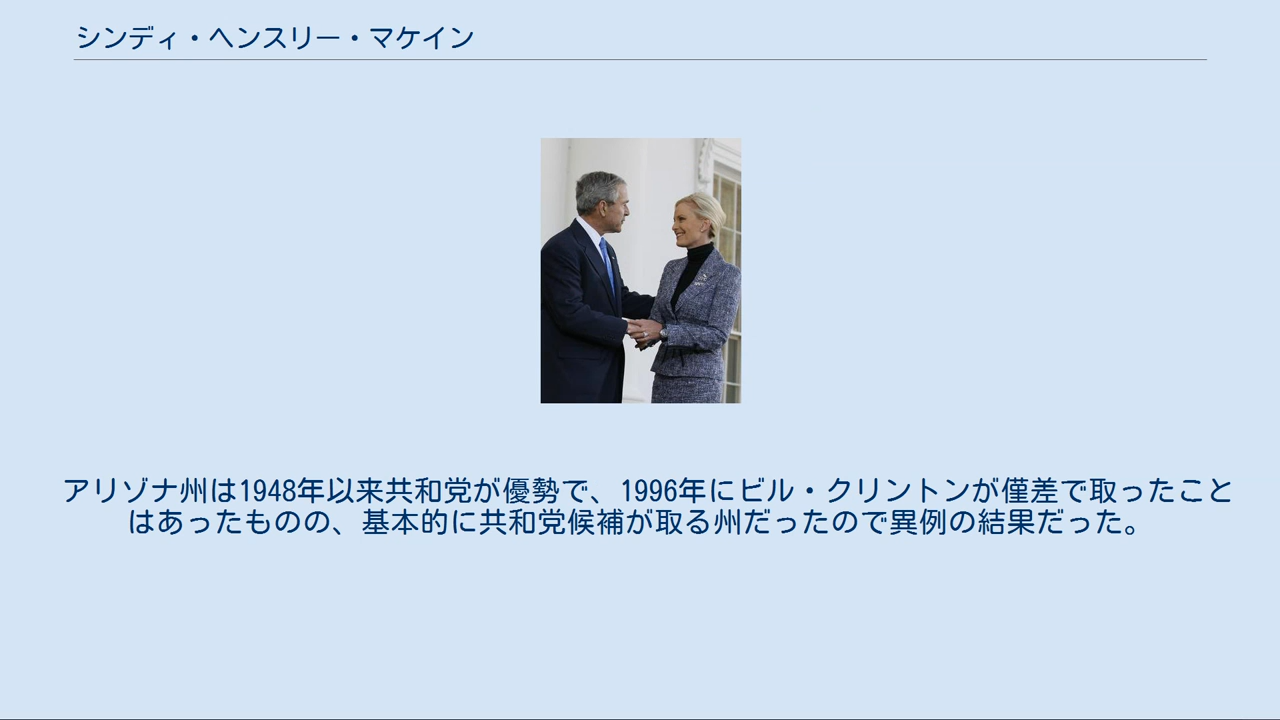 シンディ・ヘンスリー・マケイン
アリゾナ州は1948年以来共和党が優勢で、1996年にビル・クリントンが僅差で取ったこと
はあったものの、基本的に共和党候補が取る州だったので異例の結果だった。